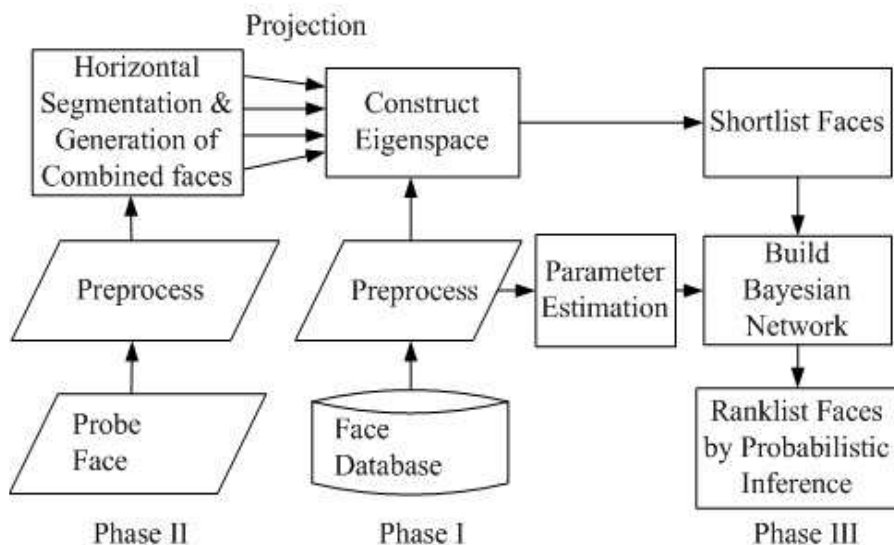 Projection
Horizontal
Segmentation &
Generation of
Combined faces
Construct
Eigenspace
Shortlist Faces
Preprocess
Preprocess
Parameter
Estimation
Build
Bayesian
Network
Probe
Face
Face
Database
Ranklist Faces
by Probabilistic
Inference
Phase II
Phase I
Phase III